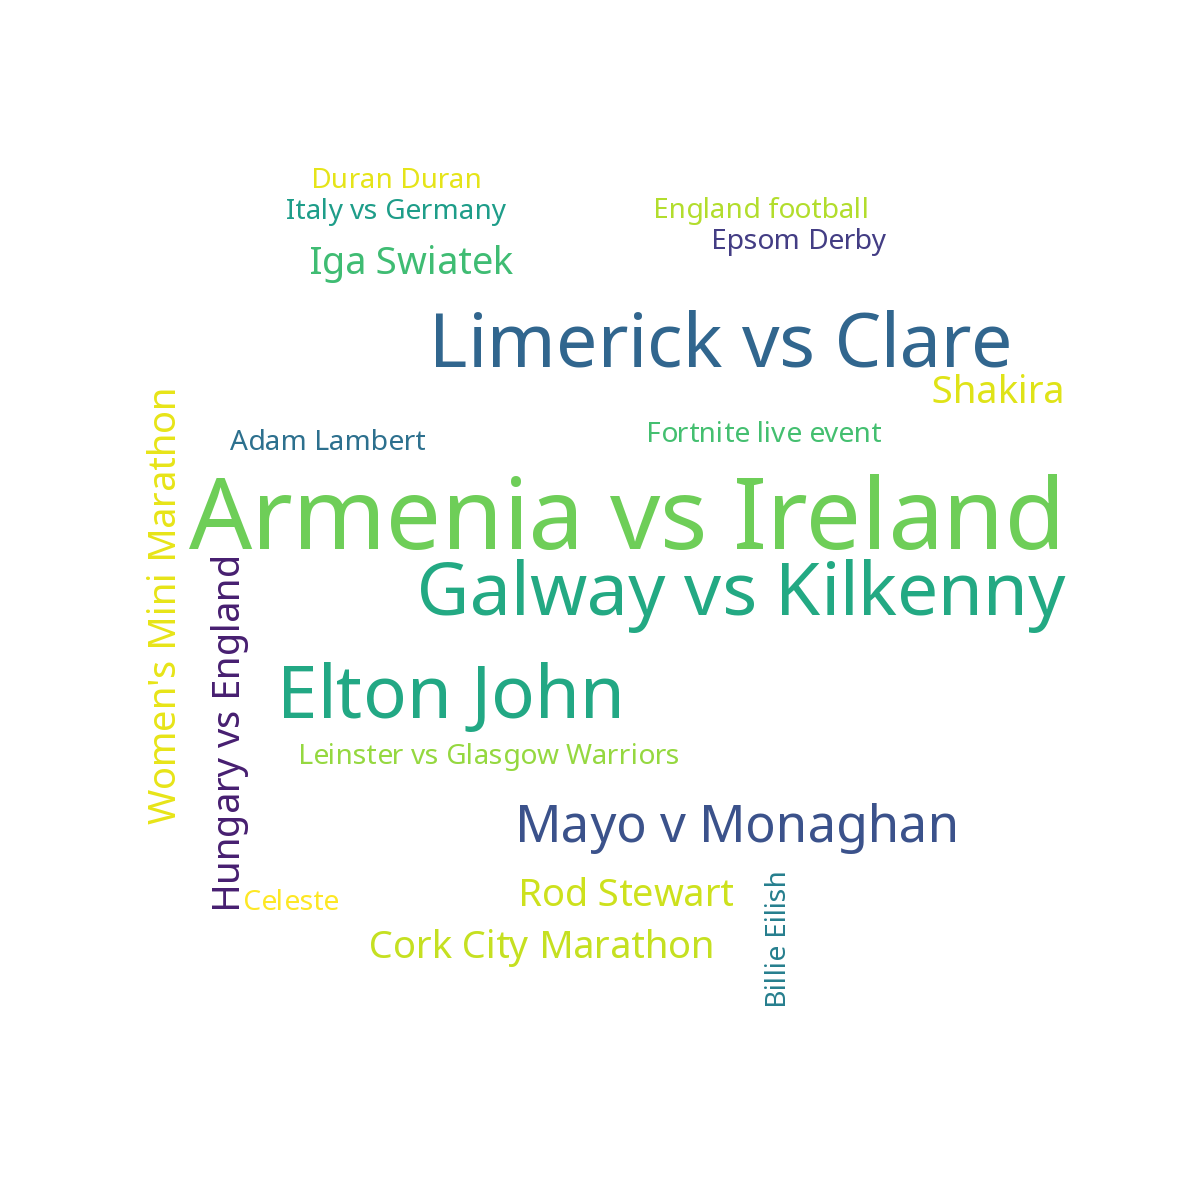 Duran Duran
Italy vs Germany
England football
Epsom Derby
Iga Swiatek
Limerick vs Clare
Shakira
Adam Lambert
Fortnite live event
Women's Mini Marathon
Armenia vs Ireland
Galway vs Kilkenny
Hungary vs England
Elton John
Leinster vs Glasgow Warriors
Mayo v Monaghan
Celeste
Rod Stewart
Billie Eilish
Cork City Marathon